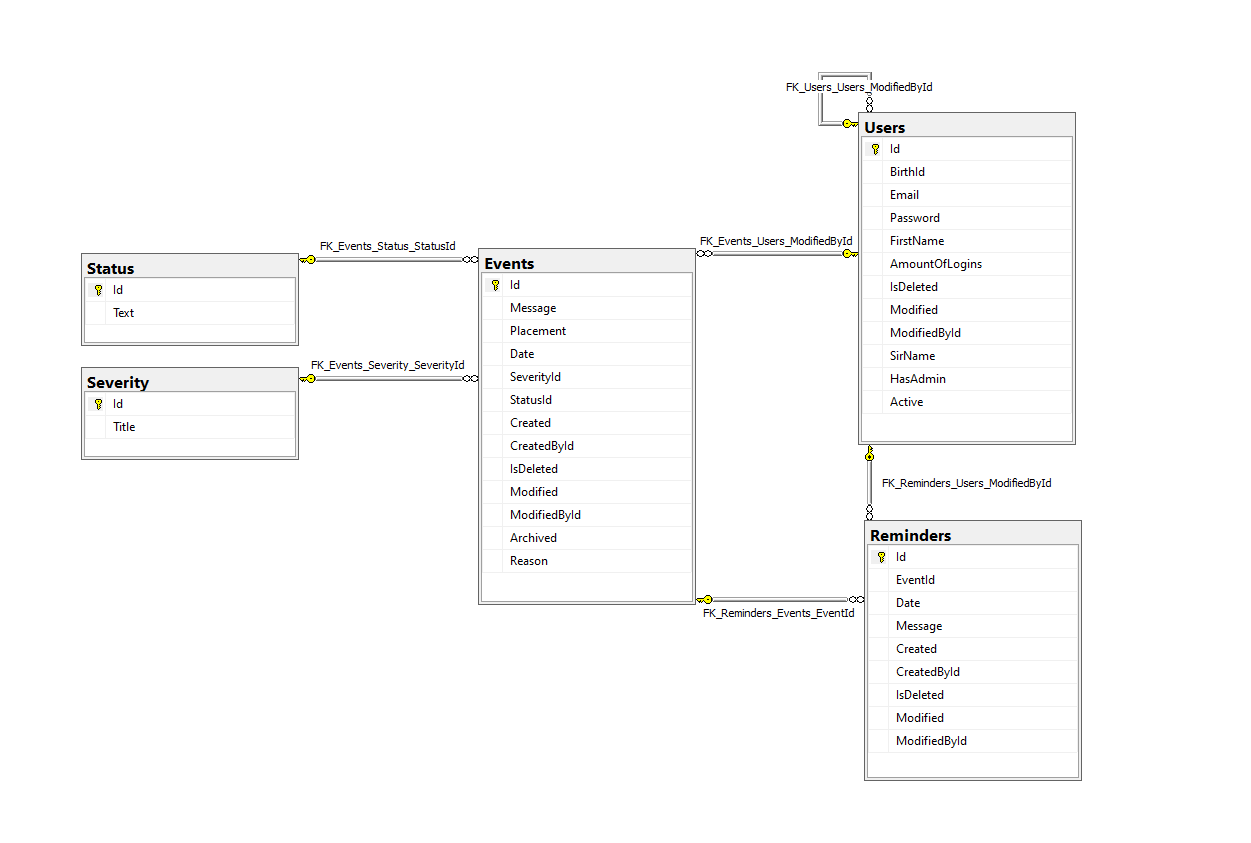 FK_Users_Users_ModifiedById
Users
Id
BirthId
Email
Password
FirstName
AmountOfLogins
IsDeleted
Modified
ModifiedById
SirName
HasAdmin
Active
FK_Events_Status_StatusId
FK_Events_Users_ModifiedById
Status
Id
Text
Events
Id
Message
Placement
Date
SeverityId
StatusId
Created
CreatedById
IsDeleted
Modified
ModifiedById
Archived
Reason
FK_Events_Severity_SeverityId
Severity
Id
Title
FK_Reminders_Users_ModifiedById
Reminders
Id
EventId
Date
Message
Created
CreatedById
IsDeleted
Modified
ModifiedById
FK_Reminders_Events_EventId